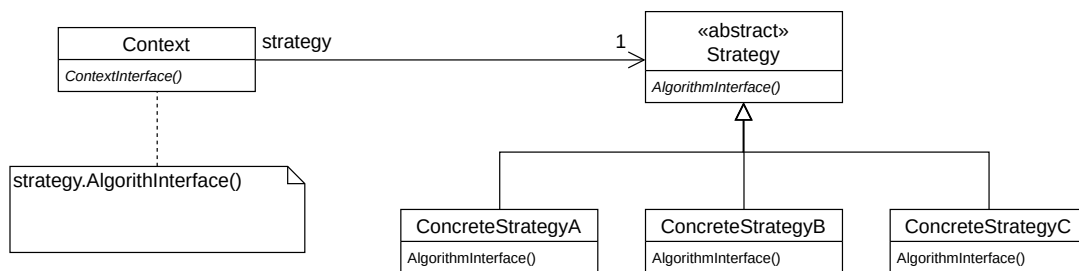 Context
ContextInterface()
strategy
1
«abstract»
Strategy
AlgorithmInterface()
strategy.AlgorithInterface()
ConcreteStrategyA
AlgorithmInterface()
ConcreteStrategyB
AlgorithmInterface()
ConcreteStrategyC
AlgorithmInterface()